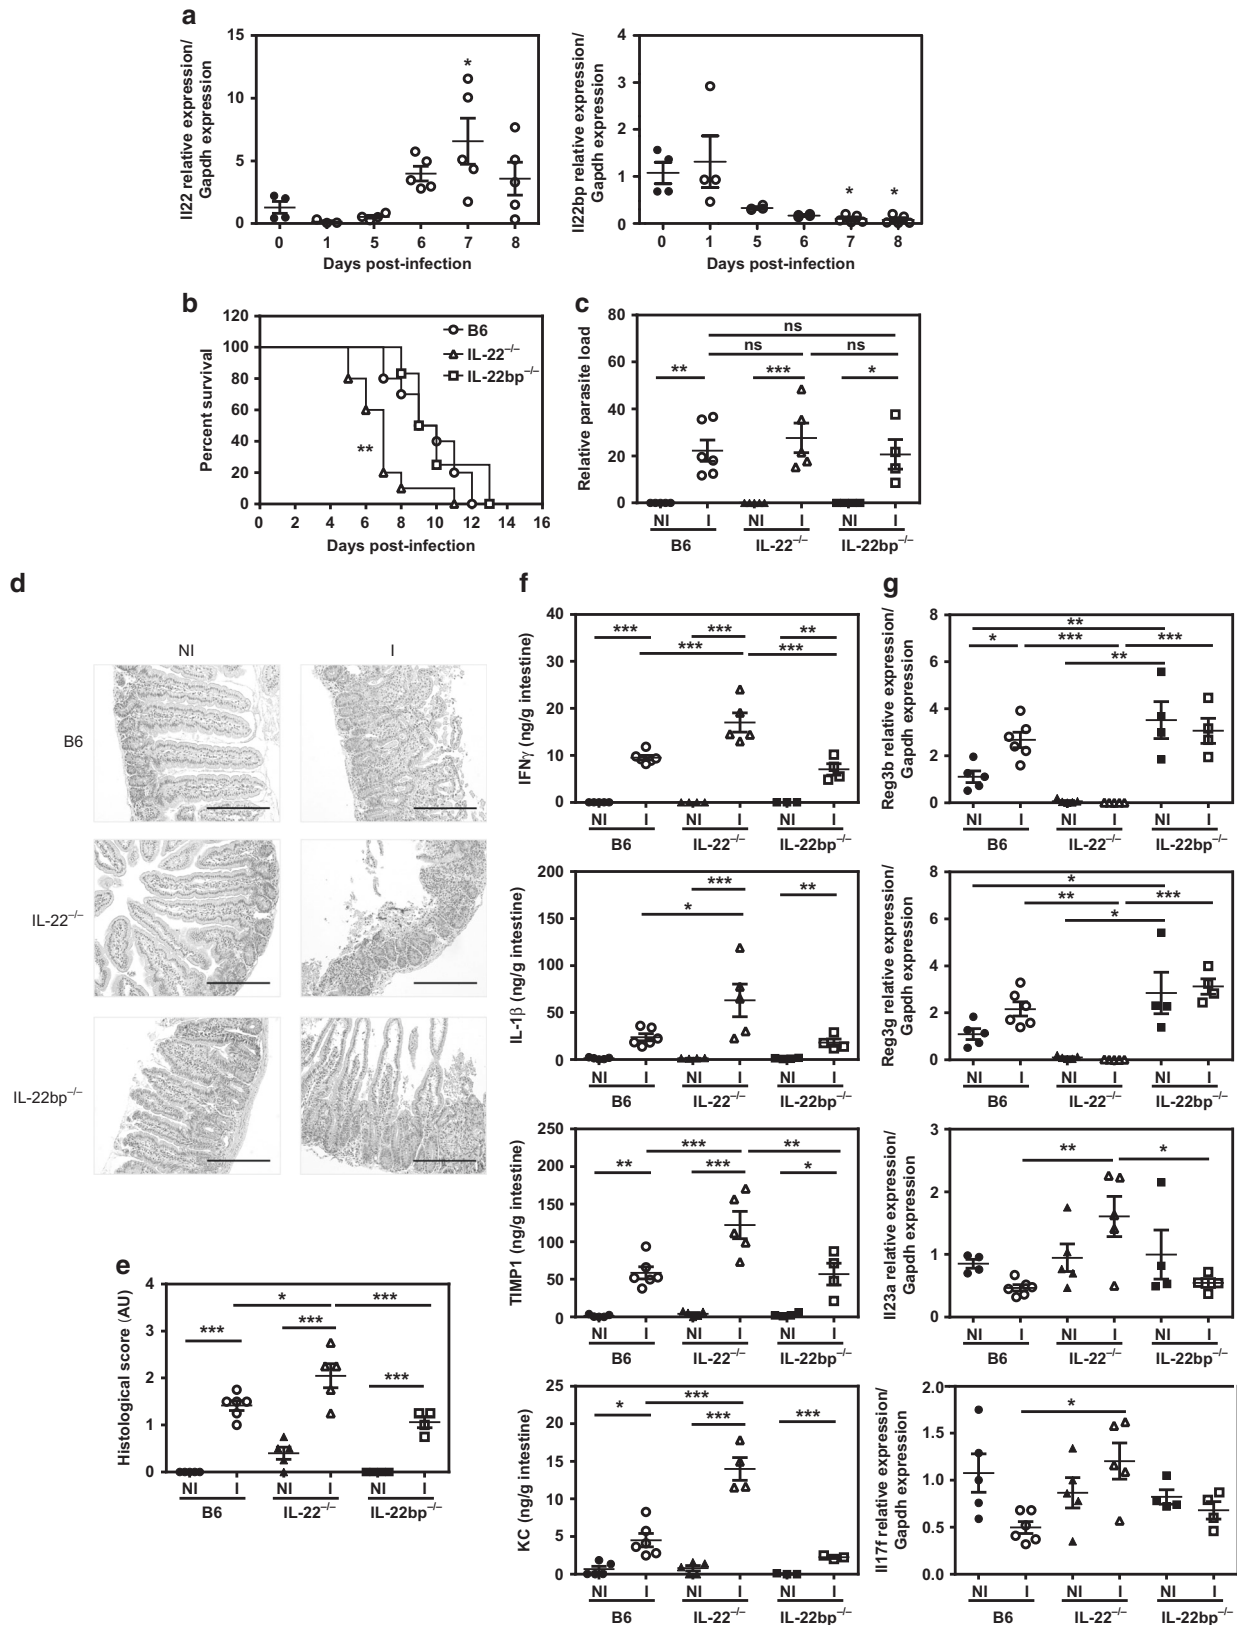 a
Il22 relative expression/
Gapdh expression
15
10
5
0
*
0 1 5 6 7 8
Days post-infection
Il22bp relative expression/
Gapdh expression
4
3
2
1
0
* *
0 1 5 6 7 8
Days post-infection
b
Percent survival
120
100
80
60
40
20
0
B6
IL-22−/−
IL-22bp−/−
**
0 2 4 6 8 10 12 14 16
Days post-infection
c
Relative parasite load
80
60
40
20
0
ns
ns ns
** *** *
NI I NI I NI I
B6 IL-22−/− IL-22bp−/−
d
NI I
B6
IL-22−/−
IL-22bp−/−
e
Histological score (AU)
4
3
2
1
0
* ***
*** *** ***
NI I NI I NI I
B6 IL-22−/− IL-22bp−/−
f
IFNγ (ng/g intestine)
40
30
20
10
0
*** *** **
*** ***
NI I NI I NI I
B6 IL-22−/− IL-22bp−/−
IL-1β (ng/g intestine)
200
150
100
50
0
*** **
*
NI I NI I NI I
B6 IL-22−/− IL-22bp−/−
TIMP1 (ng/g intestine)
250
200
150
100
50
0
*** **
** *** *
NI I NI I NI I
B6 IL-22−/− IL-22bp−/−
KC (ng/g intestine)
25
20
15
10
5
0
***
* *** ***
NI I NI I NI I
B6 IL-22−/− IL-22bp−/−
g
Reg3b relative expression/
Gapdh expression
8
6
4
2
0
**
* *** ***
**
NI I NI I NI I
B6 IL-22−/− IL-22bp−/−
Reg3g relative expression/
Gapdh expression
8
6
4
2
0
*
** ***
*
NI I NI I NI I
B6 IL-22−/− IL-22bp−/−
Il23a relative expression/
Gapdh expression
3
2
1
0
** *
NI I NI I NI I
B6 IL-22−/− IL-22bp−/−
Il17f relative expression/
Gapdh expression
2.0
1.5
1.0
0.5
0.0
*
NI I NI I NI I
B6 IL-22−/− IL-22bp−/−